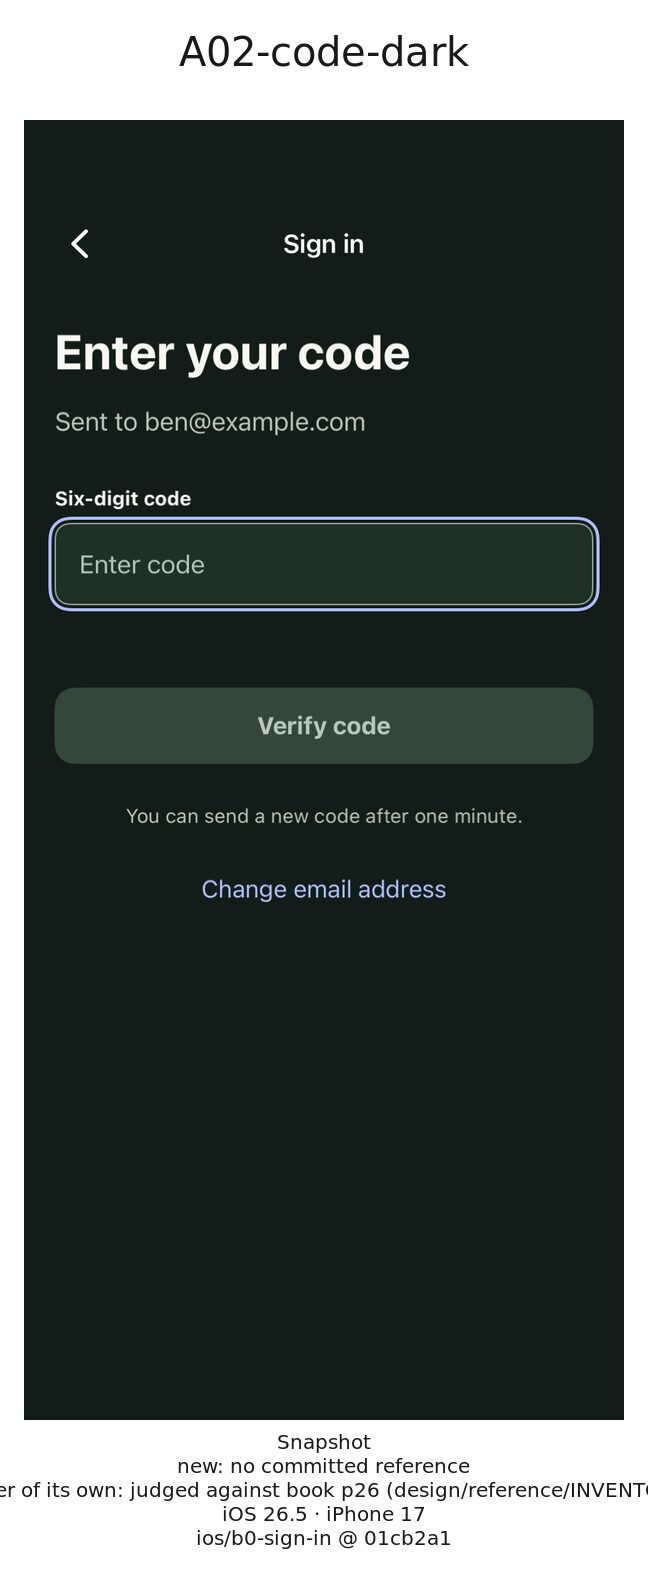 A02-code-dark
Sign in
Enter your code
Sent to ben@example.com
Six-digit code
Enter code
Verify code
You can send a new code after one minute.
Change email address
Snapshot
new: no committed reference
er of its own: judged against book p26 (design/reference/INVENT
iOS 26.5 · iPhone 17
ios/b0-sign-in @ 01cb2a1